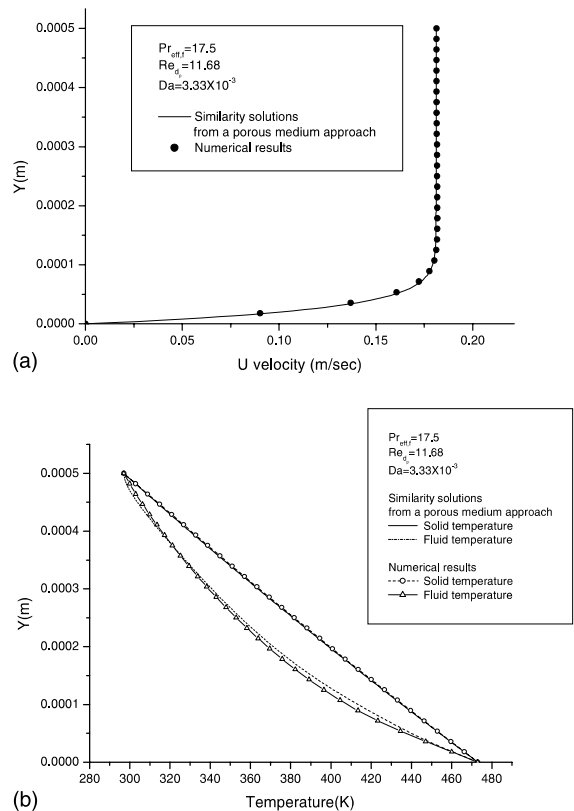 0.0005
0.0004
0.0003
0.0002
0.0001
0.0000
Y(m)
Pr_eff,f=17.5
Re_dp=11.68
Da=3.33X10^-3
Similarity solutions
from a porous medium approach
Numerical results
0.00 0.05 0.10 0.15 0.20
U velocity (m/sec)
(a)
Pr_eff,f=17.5
Re_dp=11.68
Da=3.33X10^-3
Similarity solutions
from a porous medium approach
Solid temperature
Fluid temperature
Numerical results
Solid temperature
Fluid temperature
0.0005
0.0004
0.0003
0.0002
0.0001
0.0000
Y(m)
280 300 320 340 360 380 400 420 440 460 480
Temperature(K)
(b)